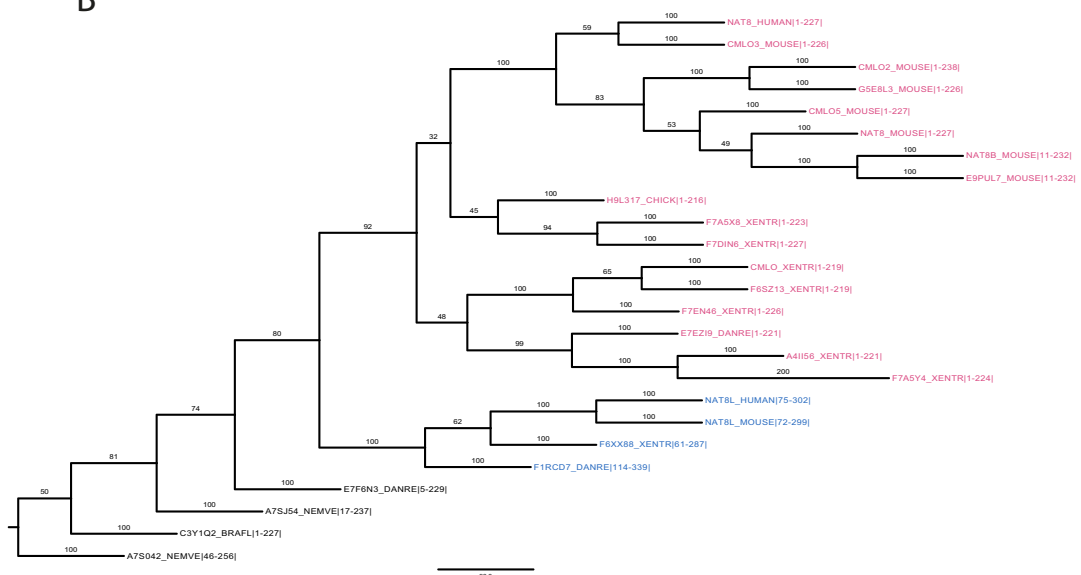 100
NAT8_HUMAN|1-227|
59
100
CMLO3_MOUSE|1-226|
100
100
CMLO2_MOUSE|1-238|
100
100
G5E8L3_MOUSE|1-226|
83
100
CMLO5_MOUSE|1-227|
53
100
NAT8_MOUSE|1-227|
32
49
100
NAT8B_MOUSE|11-232|
100
100
E9PUL7_MOUSE|11-232|
100
H9L317_CHICK|1-216|
45
100
F7A5X8_XENTR|1-223|
94
100
F7DIN6_XENTR|1-227|
92
100
CMLO_XENTR|1-219|
65
100
F6SZ13_XENTR|1-219|
100
100
F7EN46_XENTR|1-226|
48
100
E7EZI9_DANRE|1-221|
80
99
100
A4II56_XENTR|1-221|
100
200
F7A5Y4_XENTR|1-224|
100
NAT8L_HUMAN|75-302|
100
74
62
100
NAT8L_MOUSE|72-299|
100
100
F6XX88_XENTR|61-287|
81
100
F1RCD7_DANRE|114-339|
100
E7F6N3_DANRE|5-229|
50
100
A7SJ54_NEMVE|17-237|
100
C3Y1Q2_BRAFL|1-227|
100
A7S042_NEMVE|46-256|